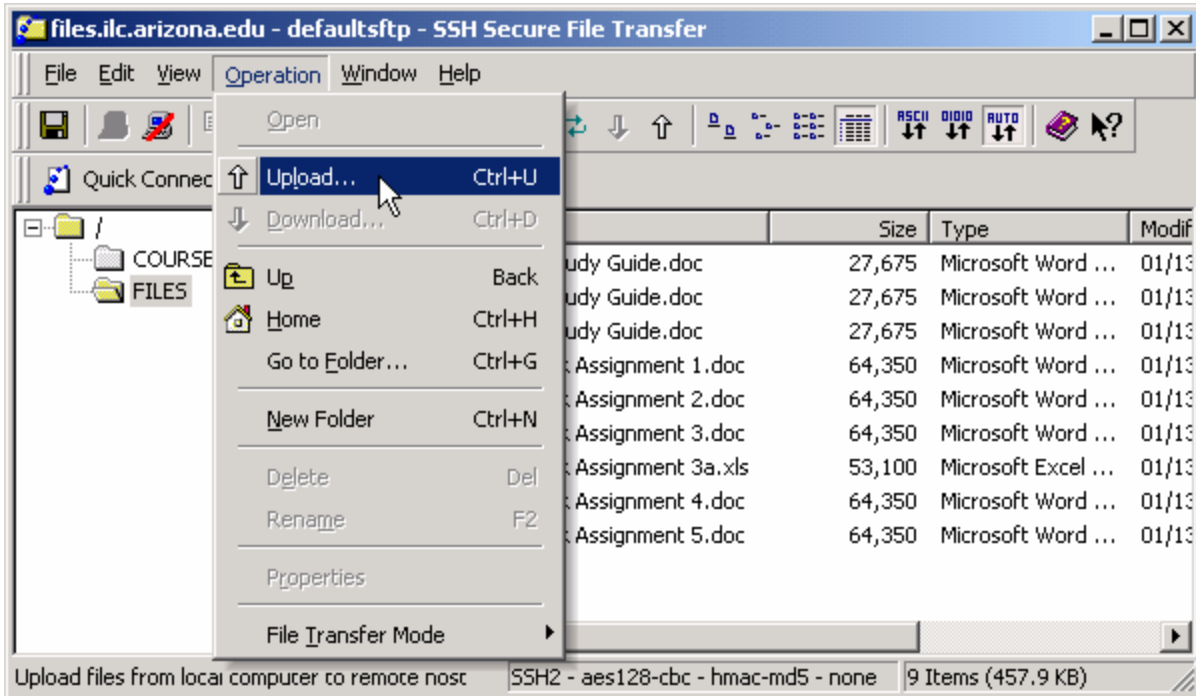 files.ilc.arizona.edu - defaultsftp - SSH Secure File Transfer
File Edit View Operation Window Help
ASCII 01010 AUTO
Quick Connec
Open
Upload... Ctrl+U
Download... Ctrl+D
Up Back
Home Ctrl+H
Go to Folder... Ctrl+G
New Folder Ctrl+N
Delete Del
Rename F2
Properties
File Transfer Mode
/
COURSE
FILES
Size Type Modif
udy Guide.doc 27,675 Microsoft Word ... 01/13
udy Guide.doc 27,675 Microsoft Word ... 01/13
udy Guide.doc 27,675 Microsoft Word ... 01/13
Assignment 1.doc 64,350 Microsoft Word ... 01/13
Assignment 2.doc 64,350 Microsoft Word ... 01/13
Assignment 3.doc 64,350 Microsoft Word ... 01/13
Assignment 3a.xls 53,100 Microsoft Excel ... 01/13
Assignment 4.doc 64,350 Microsoft Word ... 01/13
Assignment 5.doc 64,350 Microsoft Word ... 01/13
Upload files from local computer to remote host SSH2 - aes128-cbc - hmac-md5 - none 9 Items (457.9 KB)